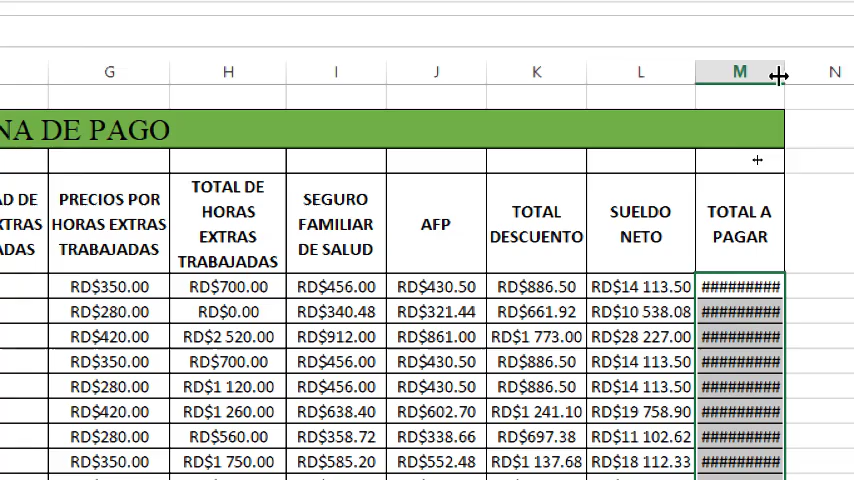 G H I J K L M N
NA DE PAGO
AD DE PRECIOS POR TOTAL DE SEGURO AFP TOTAL SUELDO TOTAL A
XTRAS HORAS EXTRAS HORAS FAMILIAR DESCUENTO NETO PAGAR
ADAS TRABAJADAS EXTRAS DE SALUD
TRABAJADAS
RD$350.00 RD$700.00 RD$456.00 RD$430.50 RD$886.50 RD$14 113.50 #########
RD$280.00 RD$0.00 RD$340.48 RD$321.44 RD$661.92 RD$10 538.08 #########
RD$420.00 RD$2 520.00 RD$912.00 RD$861.00 RD$1 773.00 RD$28 227.00 #########
RD$350.00 RD$700.00 RD$456.00 RD$430.50 RD$886.50 RD$14 113.50 #########
RD$280.00 RD$1 120.00 RD$456.00 RD$430.50 RD$886.50 RD$14 113.50 #########
RD$420.00 RD$1 260.00 RD$638.40 RD$602.70 RD$1 241.10 RD$19 758.90 #########
RD$280.00 RD$560.00 RD$358.72 RD$338.66 RD$697.38 RD$11 102.62 #########
RD$350.00 RD$1 750.00 RD$585.20 RD$552.48 RD$1 137.68 RD$18 112.33 #########